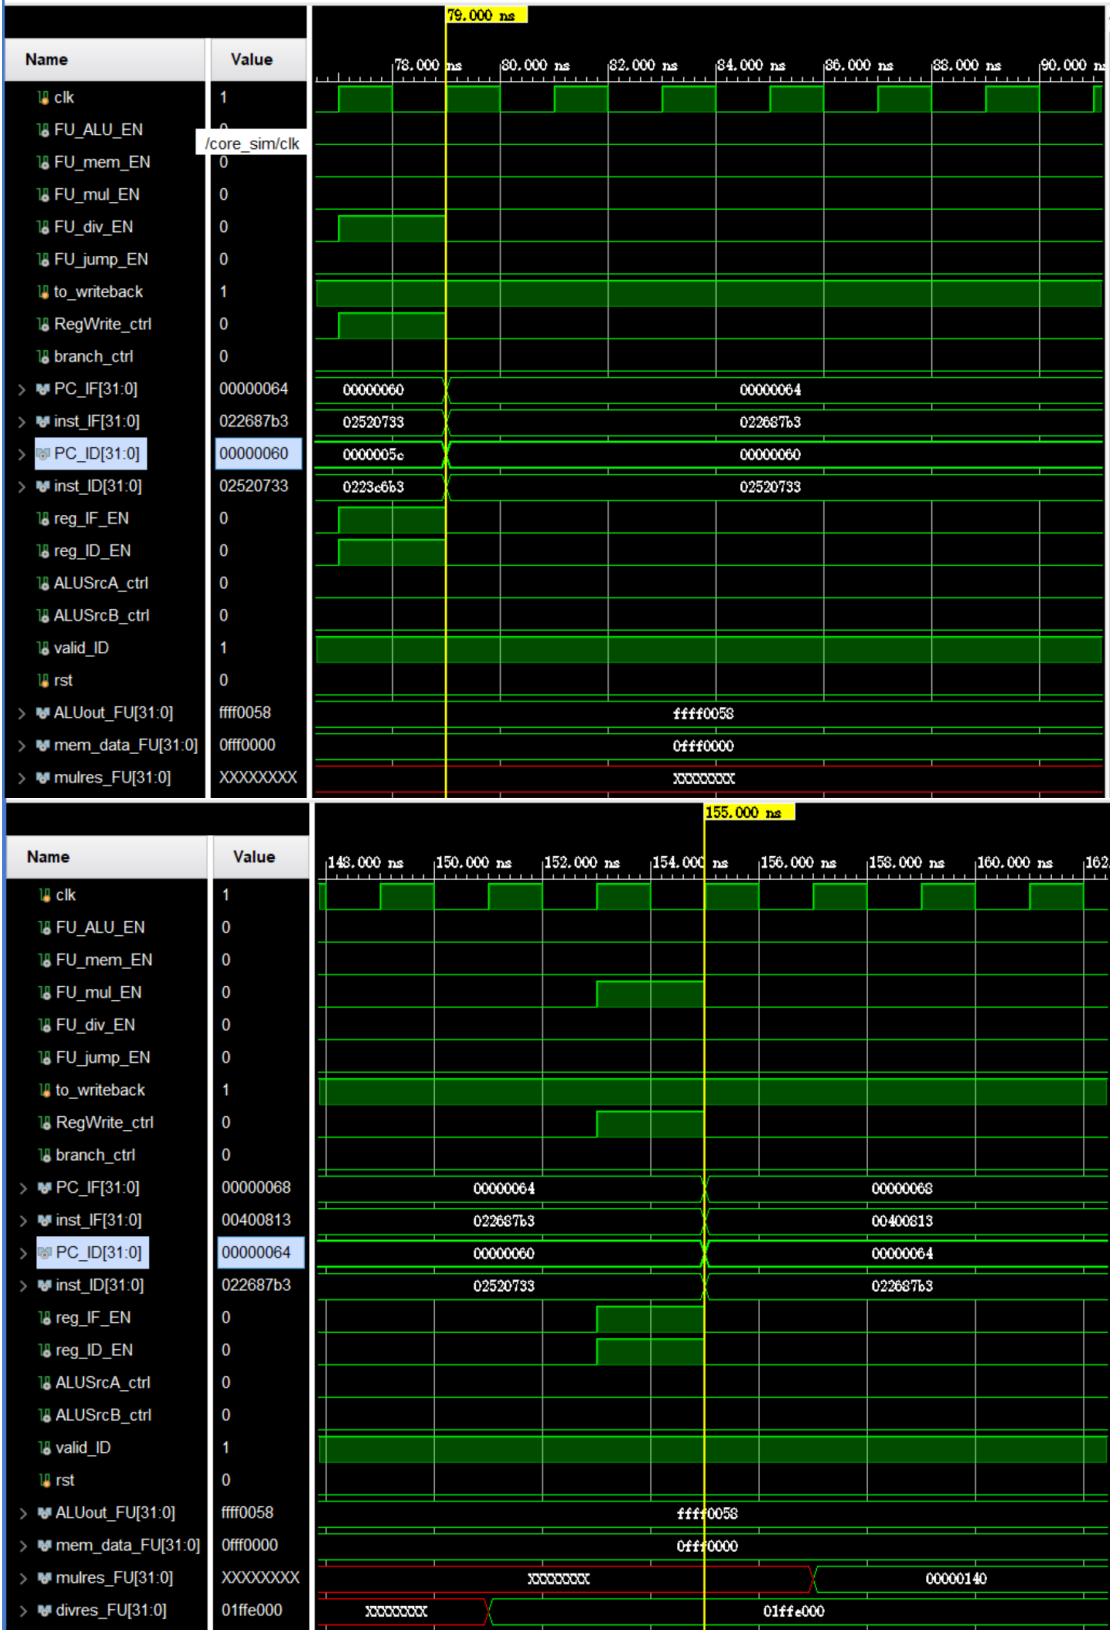 79.000 ns
Name Value
78.000 ns 80.000 ns 82.000 ns 84.000 ns 86.000 ns 88.000 ns 90.000 n
clk 1
FU_ALU_EN
/core_sim/clk
FU_mem_EN 0
FU_mul_EN 0
FU_div_EN 0
FU_jump_EN 0
to_writeback 1
RegWrite_ctrl 0
branch_ctrl 0
PC_IF[31:0] 00000064 00000060 00000064
inst_IF[31:0] 022687b3 02520733 022687b3
PC_ID[31:0] 00000060 0000005c 00000060
inst_ID[31:0] 02520733 0223c6b3 02520733
reg_IF_EN 0
reg_ID_EN 0
ALUSrcA_ctrl 0
ALUSrcB_ctrl 0
valid_ID 1
rst 0
ALUout_FU[31:0] ffff0058 ffff0058
mem_data_FU[31:0] 0fff0000 0fff0000
mulres_FU[31:0] XXXXXXXX XXXXXXXX
155.000 ns
Name Value
148.000 ns 150.000 ns 152.000 ns 154.000 ns 156.000 ns 158.000 ns 160.000 ns 162.
clk 1
FU_ALU_EN 0
FU_mem_EN 0
FU_mul_EN 0
FU_div_EN 0
FU_jump_EN 0
to_writeback 1
RegWrite_ctrl 0
branch_ctrl 0
PC_IF[31:0] 00000068 00000064 00000068
inst_IF[31:0] 00400813 022687b3 00400813
PC_ID[31:0] 00000064 00000060 00000064
inst_ID[31:0] 022687b3 02520733 022687b3
reg_IF_EN 0
reg_ID_EN 0
ALUSrcA_ctrl 0
ALUSrcB_ctrl 0
valid_ID 1
rst 0
ALUout_FU[31:0] ffff0058 ffff0058
mem_data_FU[31:0] 0fff0000 0fff0000
mulres_FU[31:0] XXXXXXXX XXXXXXXX 00000140
divres_FU[31:0] 01ffe000 XXXXXXXX 01ffe000